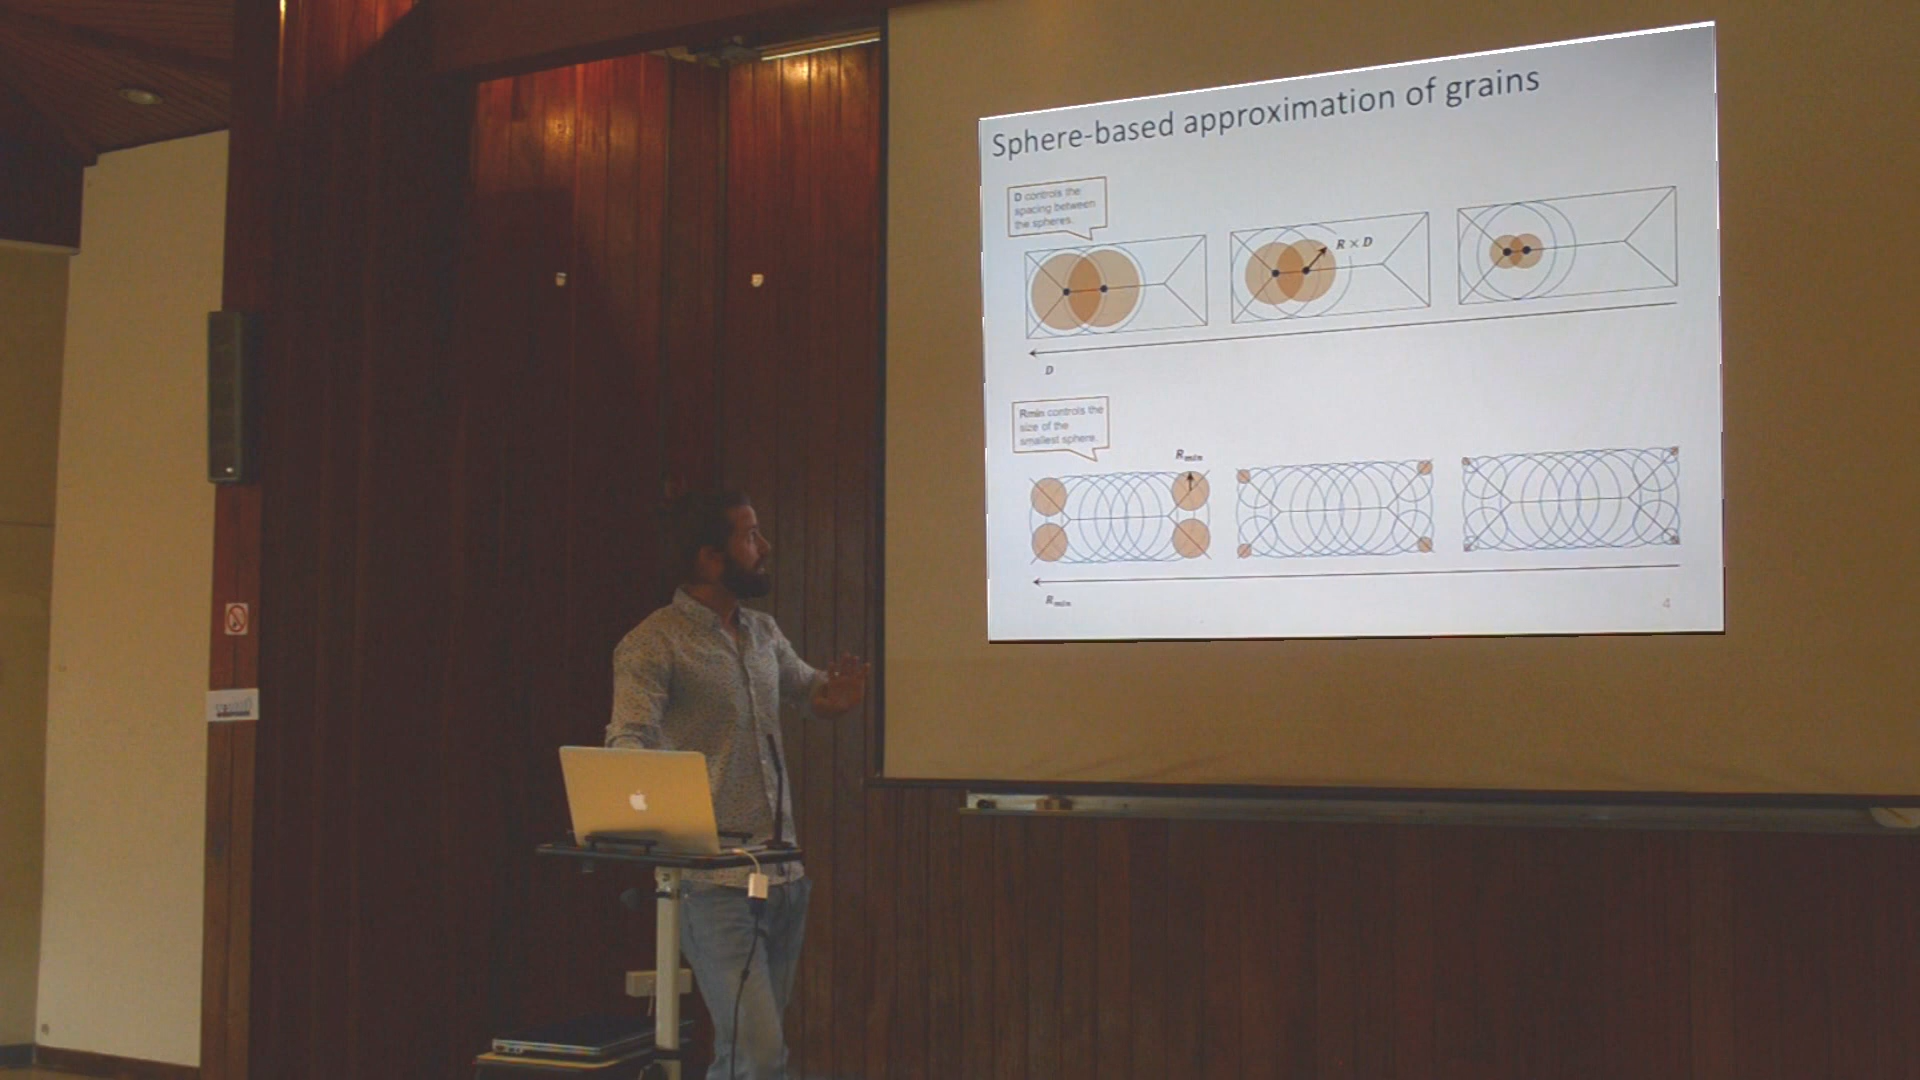 Sphere-based approximation of grains
D controls the
spacing between
the spheres.
R × D
D
Rmin controls the
size of the
smallest sphere.
Rmin
Rmin
4